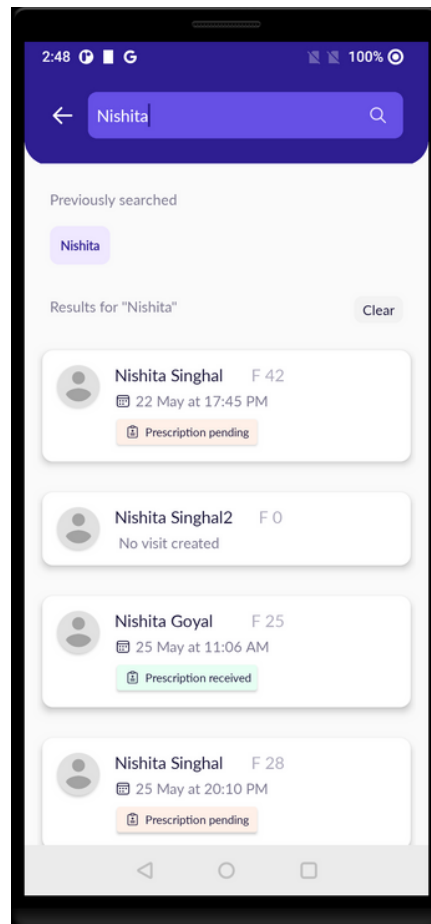 2:48 G 100%
Nishita
Previously searched
Nishita
Results for "Nishita" Clear
Nishita Singhal F 42
22 May at 17:45 PM
Prescription pending
Nishita Singhal2 F 0
No visit created
Nishita Goyal F 25
25 May at 11:06 AM
Prescription received
Nishita Singhal F 28
25 May at 20:10 PM
Prescription pending